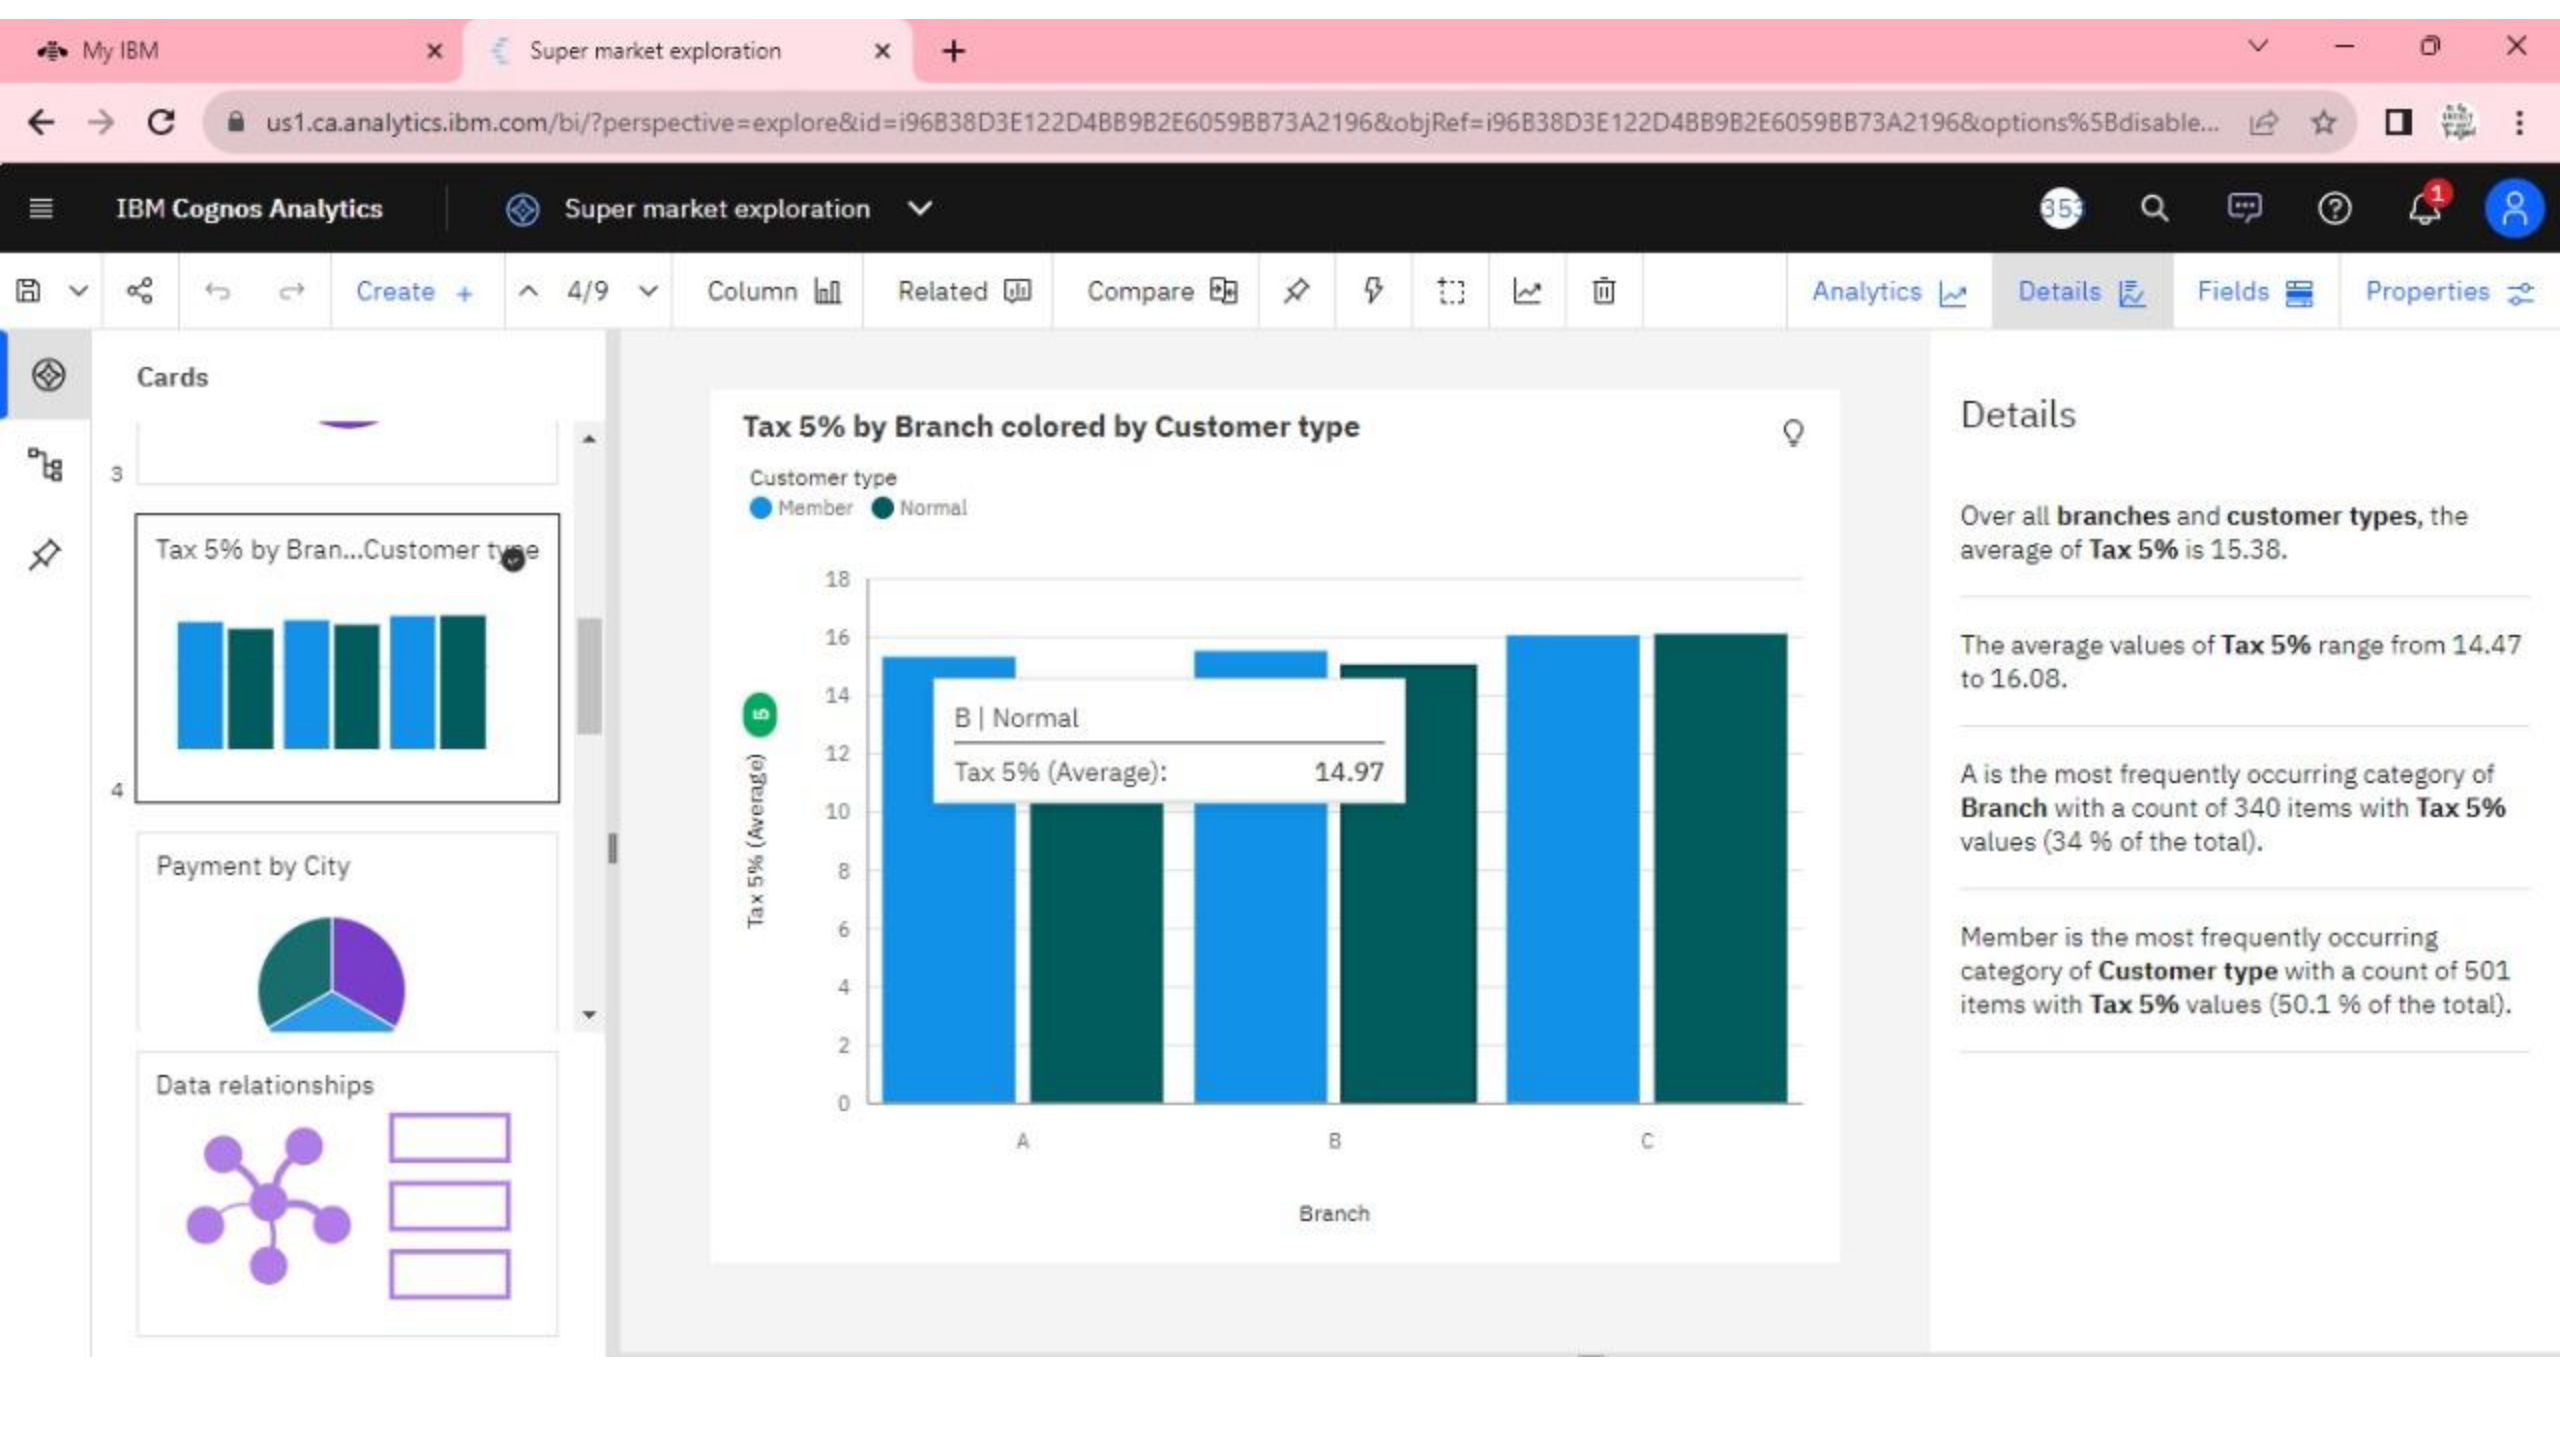 My IBM
Super market exploration
us1.ca.analytics.ibm.com/bi/?perspective=explore&id=i96B38D3E122D4BB9B2E6059BB73A2196&objRef=i96B38D3E122D4BB9B2E6059BB73A2196&options%5Bdisable...
IBM Cognos Analytics
Super market exploration
353
1
Create +
4/9
Column
Related
Compare
Analytics
Details
Fields
Properties
Cards
3
Tax 5% by Bran...Customer type
4
Payment by City
Data relationships
Tax 5% by Branch colored by Customer type
Customer type
Member
Normal
18
16
14
12
10
8
6
4
2
0
5
Tax 5% (Average)
B | Normal
Tax 5% (Average): 14.97
A
B
C
Branch
Details
Over all branches and customer types, the
average of Tax 5% is 15.38.
The average values of Tax 5% range from 14.47
to 16.08.
A is the most frequently occurring category of
Branch with a count of 340 items with Tax 5%
values (34 % of the total).
Member is the most frequently occurring
category of Customer type with a count of 501
items with Tax 5% values (50.1 % of the total).